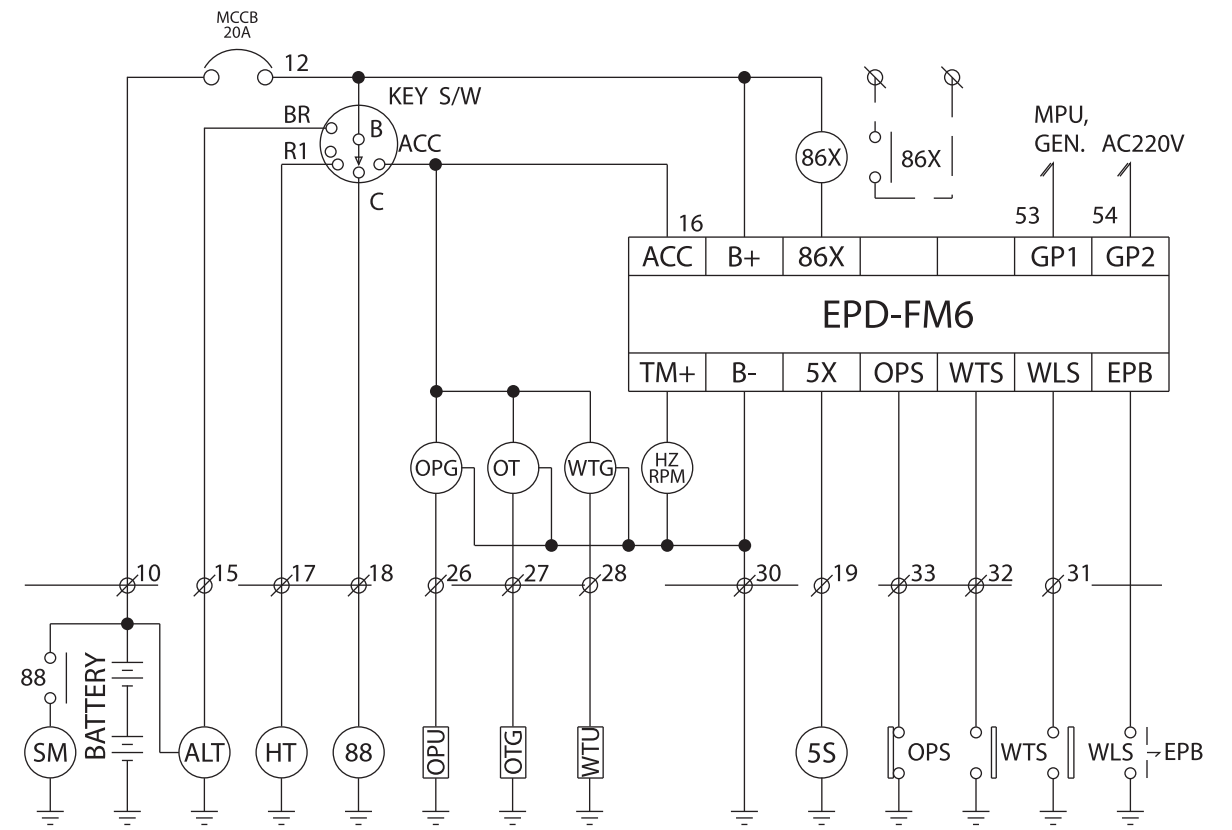 MCCB
20A
12
KEY S/W
BR
B
ACC
R1
C
86X
86X
MPU,
GEN.
AC220V
16
53
54
ACC
B+
86X
GP1
GP2
EPD-FM6
TM+
B-
5X
OPS
WTS
WLS
EPB
OPG
OT
WTG
HZ
RPM
10
15
17
18
26
27
28
30
19
33
32
31
88
BATTERY
SM
ALT
HT
88
OPU
OTG
WTU
5S
OPS
WTS
WLS
EPB